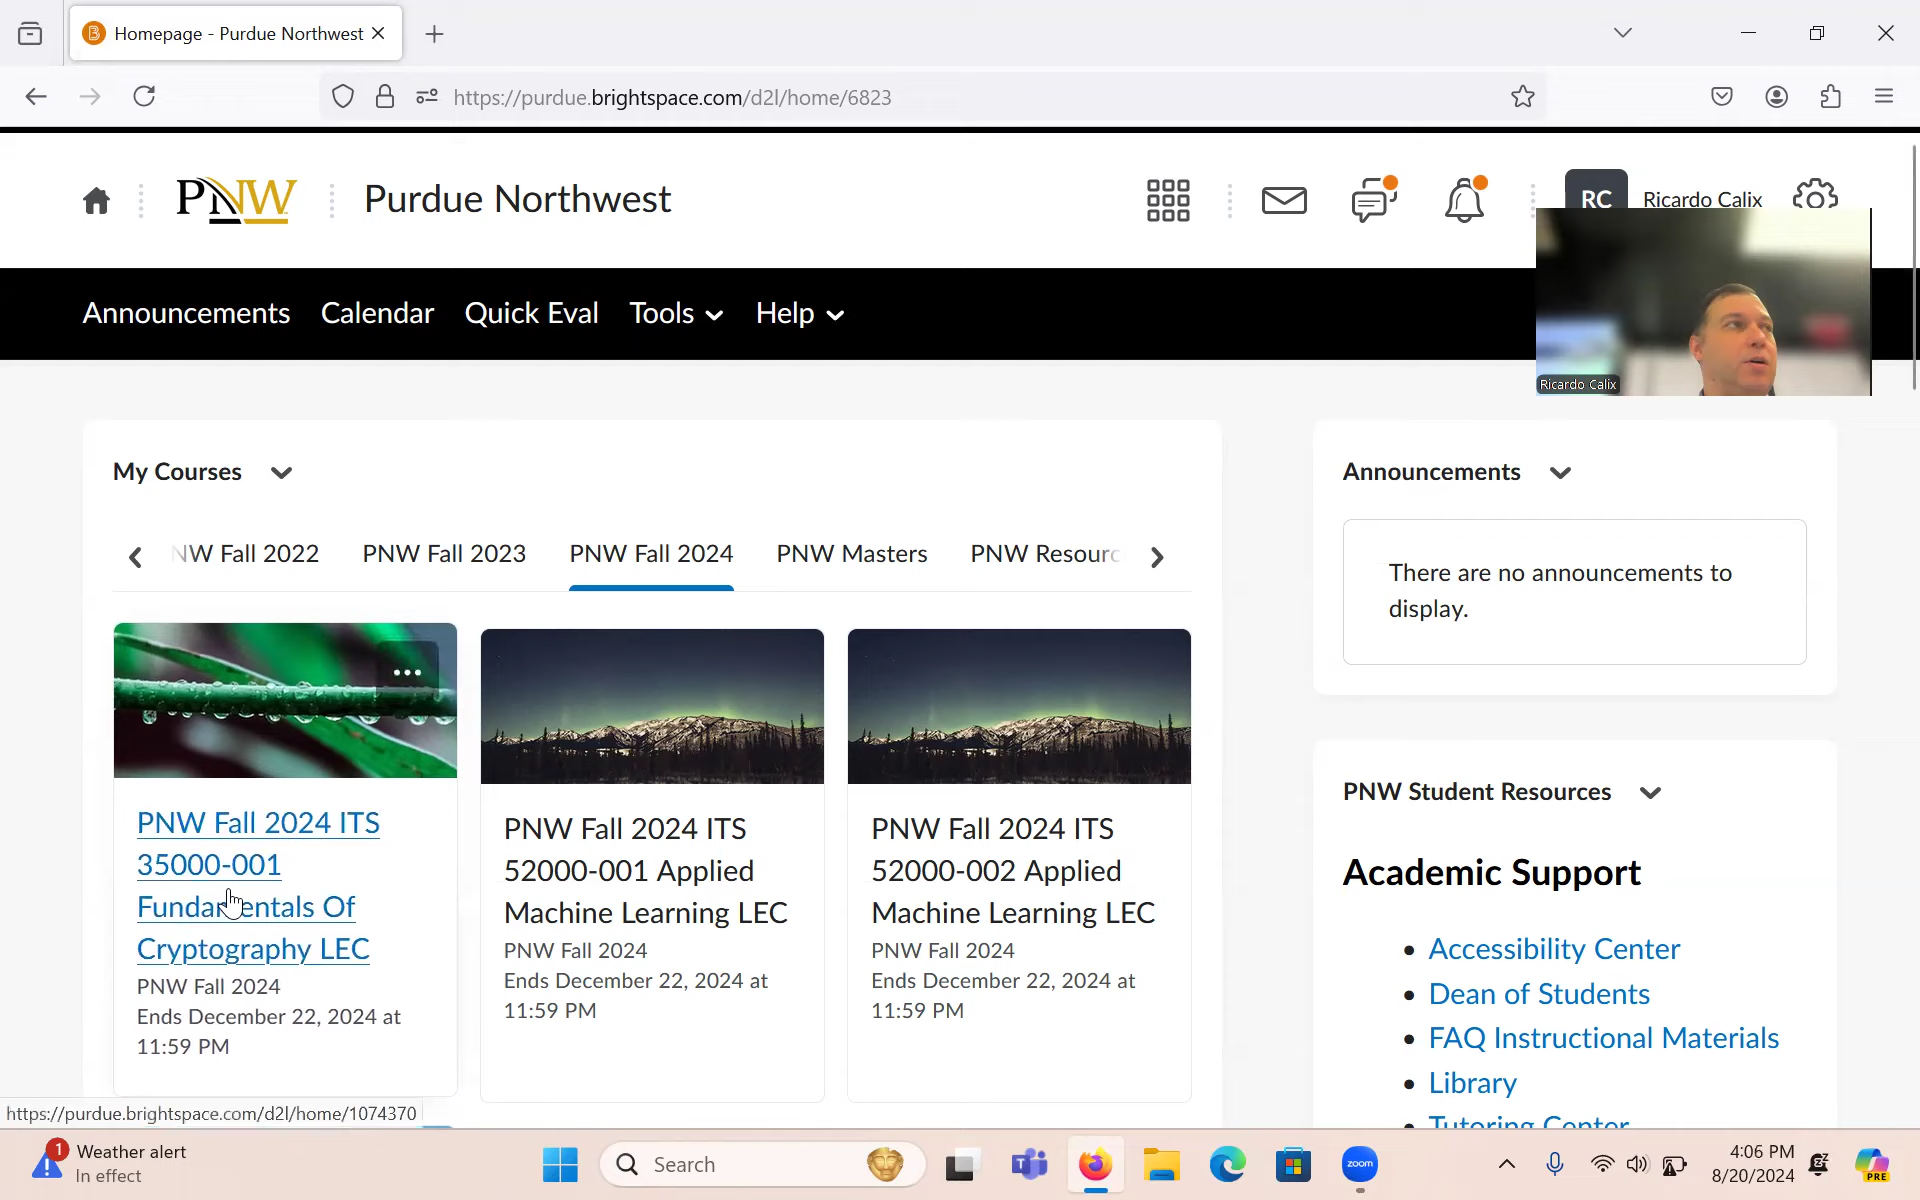 Homepage - Purdue Northwest
https://purdue.brightspace.com/d2l/home/6823
PNW
Purdue Northwest
RC
Ricardo Calix
Announcements
Calendar
Quick Eval
Tools
Help
Ricardo Calix
My Courses
NW Fall 2022
PNW Fall 2023
PNW Fall 2024
PNW Masters
PNW Resourc
PNW Fall 2024 ITS
35000-001
Fundamentals Of
Cryptography LEC
PNW Fall 2024
Ends December 22, 2024 at
11:59 PM
PNW Fall 2024 ITS
52000-001 Applied
Machine Learning LEC
PNW Fall 2024
Ends December 22, 2024 at
11:59 PM
PNW Fall 2024 ITS
52000-002 Applied
Machine Learning LEC
PNW Fall 2024
Ends December 22, 2024 at
11:59 PM
Announcements
There are no announcements to
display.
PNW Student Resources
Academic Support
Accessibility Center
Dean of Students
FAQ Instructional Materials
Library
Tutoring Center
https://purdue.brightspace.com/d2l/home/1074370
1
Weather alert
In effect
Search
zoom
4:06 PM
8/20/2024
PRE